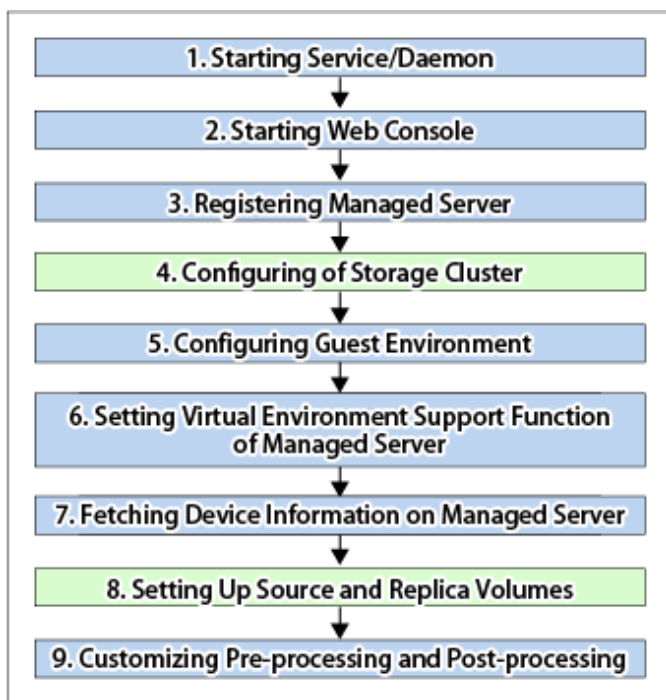 1. Starting Service/Daemon
2. Starting Web Console
3. Registering Managed Server
4. Configuring of Storage Cluster
5. Configuring Guest Environment
6. Setting Virtual Environment Support Function
of Managed Server
7. Fetching Device Information on Managed Server
8. Setting Up Source and Replica Volumes
9. Customizing Pre-processing and Post-processing